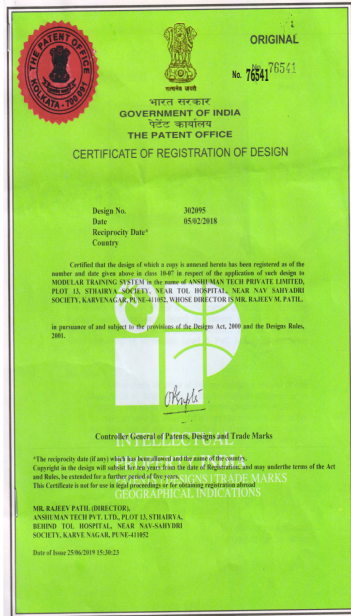 THE PATENT OFFICE
KOLKATA - 700 091
सत्यमेव जयते
ORIGINAL
No. 76541
No. 76541
भारत सरकार
GOVERNMENT OF INDIA
पेटेंट कार्यालय
THE PATENT OFFICE
CERTIFICATE OF REGISTRATION OF DESIGN
Design No. 302095
Date 05/02/2018
Reciprocity Date*
Country
Certified that the design of which a copy is annexed hereto has been registered as of the
number and date given above in class 10-07 in respect of the application of such design to
MODULAR TRAINING SYSTEM in the name of ANSHUMAN TECH PRIVATE LIMITED,
PLOT 13, STHAIRYA SOCIETY, NEAR TOL HOSPITAL, NEAR NAV SAHYADRI
SOCIETY, KARVENAGAR, PUNE-411052, WHOSE DIRECTOR IS MR. RAJEEV M. PATIL.
in pursuance of and subject to the provisions of the Designs Act, 2000 and the Designs Rules,
2001.
Controller General of Patents, Designs and Trade Marks
INTELLECTUAL
*The reciprocity date (if any) which has been allowed and the name of the country.
Copyright in the design will subsist for ten years from the date of Registration, and may under the terms of the Act
and Rules, be extended for a further period of five years.
DESIGNS | TRADE MARKS
This Certificate is not for use in legal proceedings or for obtaining registration abroad
GEOGRAPHICAL INDICATIONS
MR. RAJEEV PATIL (DIRECTOR),
ANSHUMAN TECH PVT. LTD., PLOT 13, STHAIRYA,
BEHIND TOL HOSPITAL, NEAR NAV-SAHYDRI
SOCIETY, KARVE NAGAR, PUNE-411052
Date of Issue 25/06/2019 15:30:23